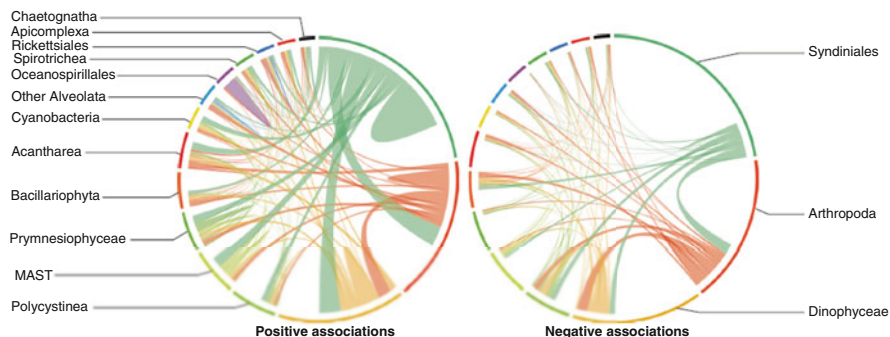 Chaetognatha
Apicomplexa
Rickettsiales
Spirotrichea
Oceanospirillales
Other Alveolata
Cyanobacteria
Acantharea
Bacillariophyta
Prymnesiophyceae
MAST
Polycystinea
Syndiniales
Arthropoda
Dinophyceae
Positive associations
Negative associations